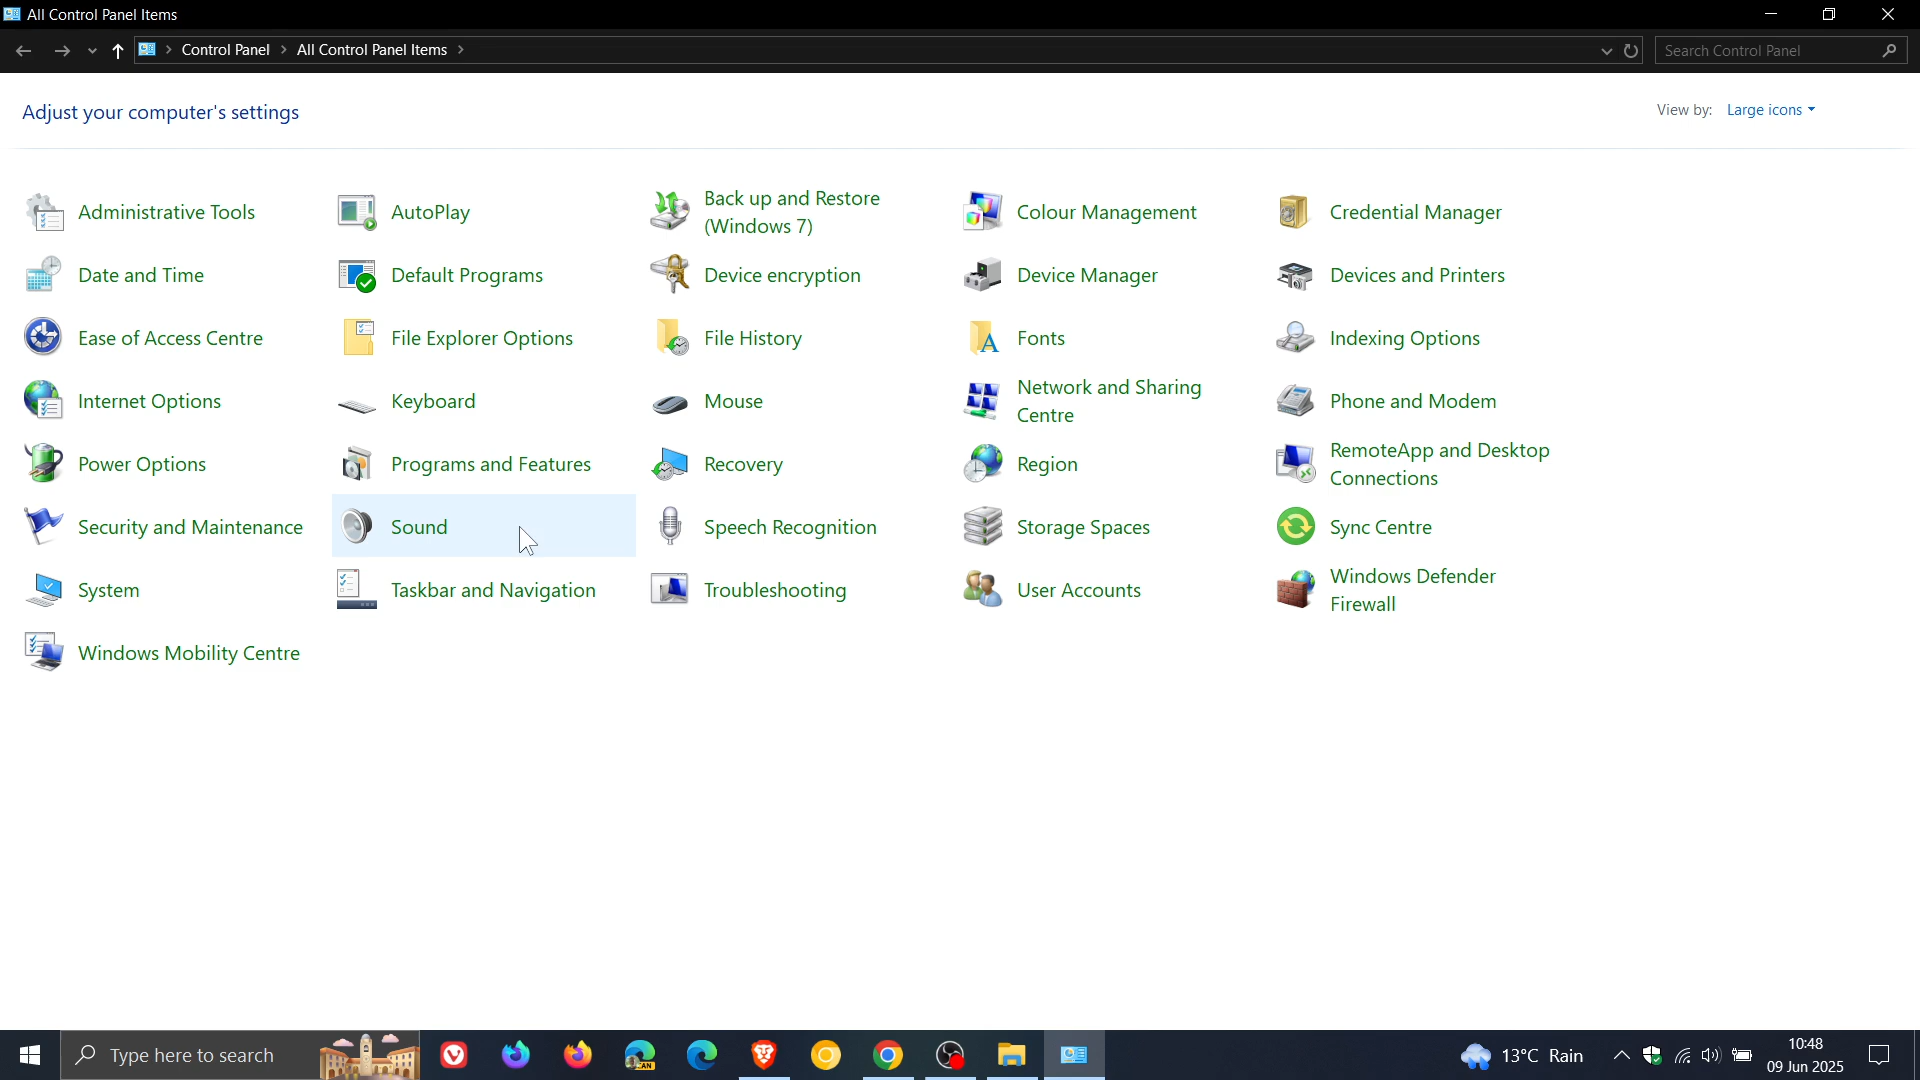 All Control Panel Items
Control Panel > All Control Panel Items >
Search Control Panel
Adjust your computer's settings
View by: Large icons
Administrative Tools
AutoPlay
Back up and Restore
(Windows 7)
Colour Management
Credential Manager
Date and Time
Default Programs
Device encryption
Device Manager
Devices and Printers
Ease of Access Centre
File Explorer Options
File History
Fonts
Indexing Options
Internet Options
Keyboard
Mouse
Network and Sharing
Centre
Phone and Modem
Power Options
Programs and Features
Recovery
Region
RemoteApp and Desktop
Connections
Security and Maintenance
Sound
Speech Recognition
Storage Spaces
Sync Centre
System
Taskbar and Navigation
Troubleshooting
User Accounts
Windows Defender
Firewall
Windows Mobility Centre
Type here to search
CAN
13°C Rain
10:48
09 Jun 2025